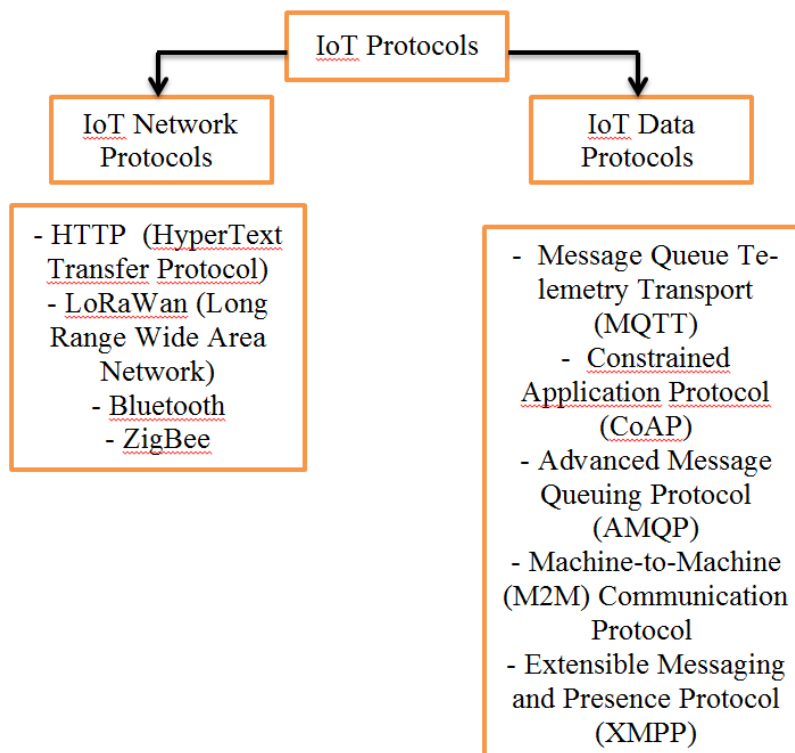 IoT Protocols
IoT Network
Protocols
- HTTP  (HyperText
Transfer Protocol)
- LoRaWan (Long
Range Wide Area
Network)
- Bluetooth
- ZigBee
IoT Data
Protocols
-  Message Queue Te-
lemetry Transport
(MQTT)
- Constrained
Application Protocol
(CoAP)
- Advanced Message
Queuing Protocol
(AMQP)
- Machine-to-Machine
(M2M) Communication
Protocol
- Extensible Messaging
and Presence Protocol
(XMPP)